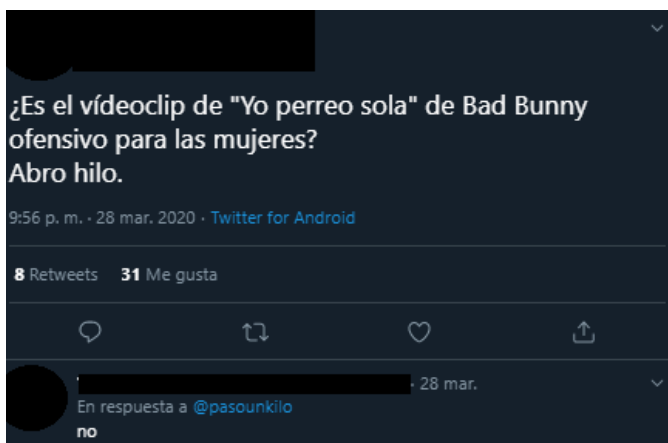 ¿Es el vídeoclip de "Yo perreo sola" de Bad Bunny
ofensivo para las mujeres?
Abro hilo.
9:56 p. m. · 28 mar. 2020 · Twitter for Android
8 Retweets 31 Me gusta
· 28 mar.
En respuesta a @pasounkilo
no